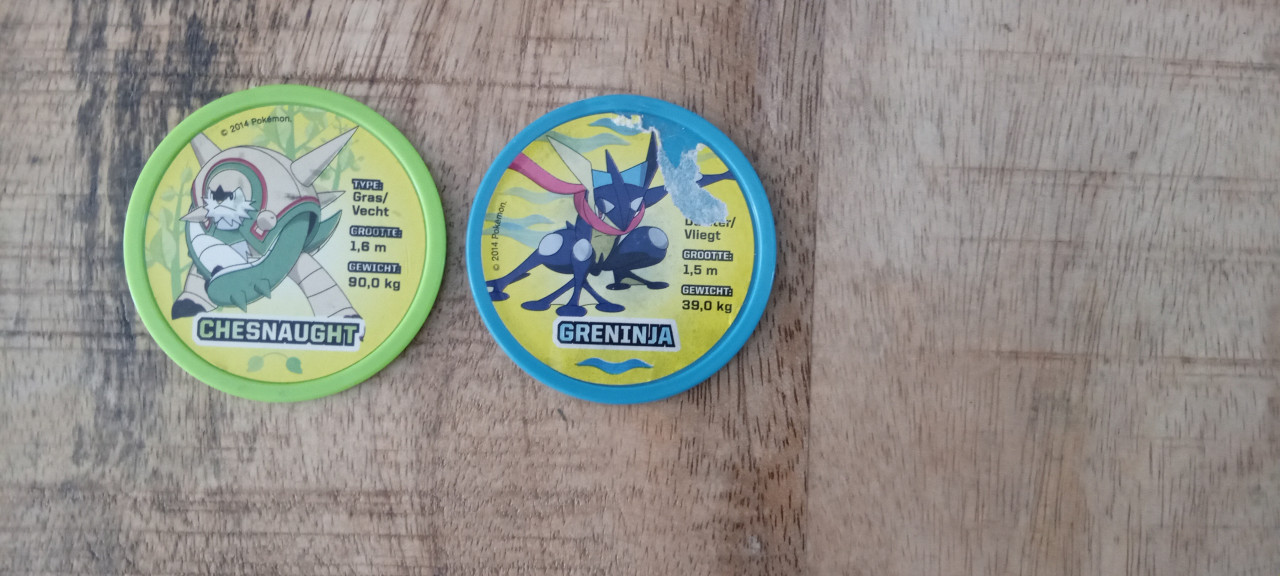 © 2014 Pokémon.
TYPE:
Gras/
Vecht
GROOTTE:
1,6 m
GEWICHT:
90,0 kg
CHESNAUGHT
© 2014 Pokémon.
Vliegt
GROOTTE:
1,5 m
GEWICHT:
39,0 kg
GRENINJA